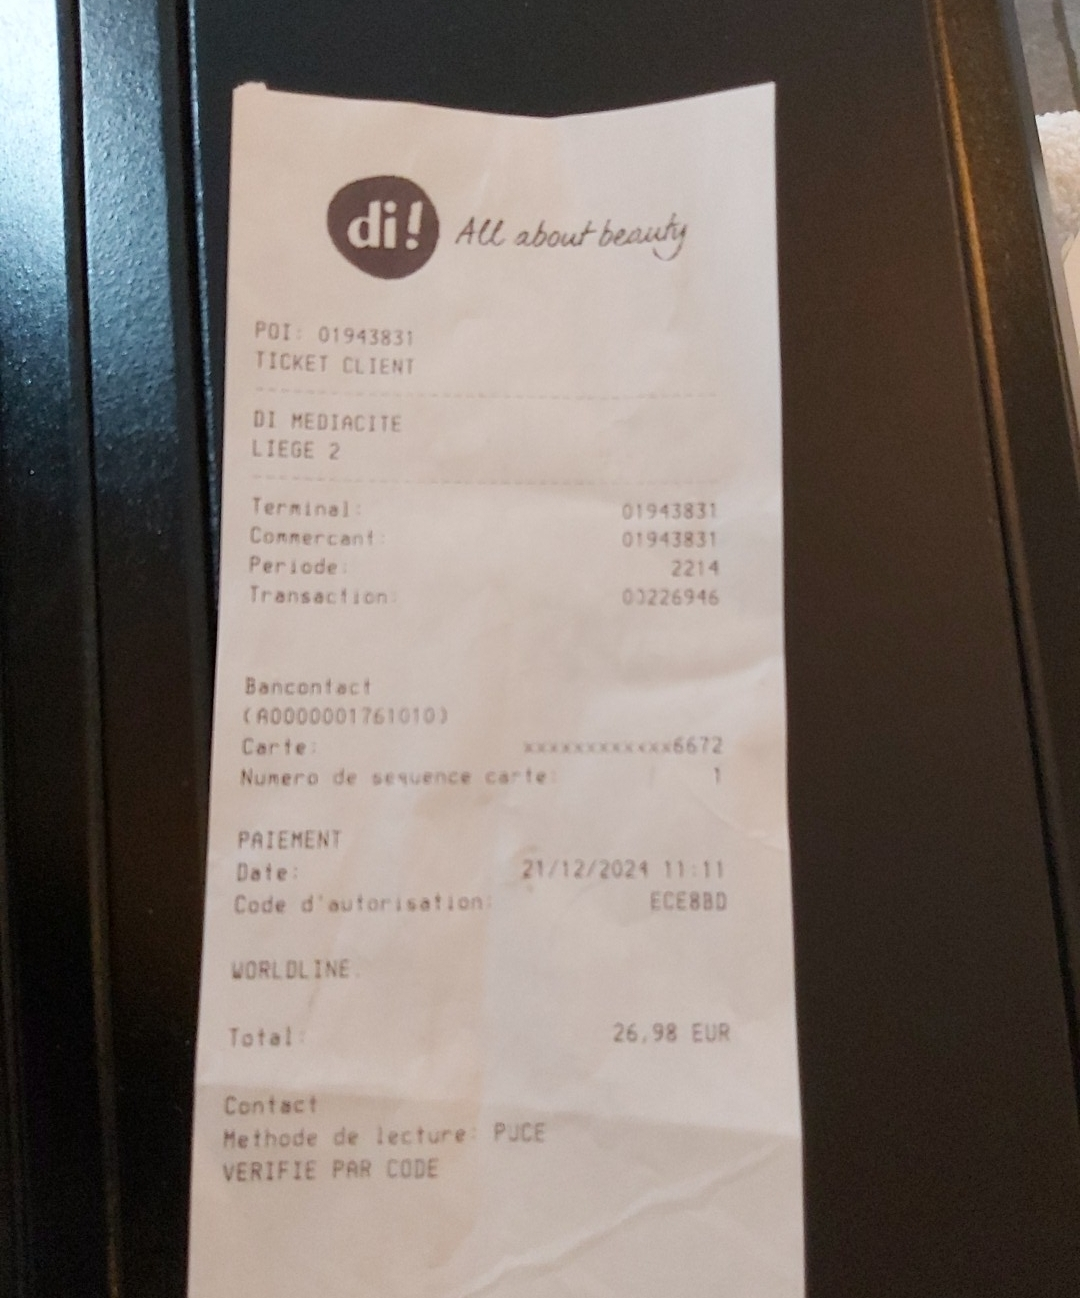 di! All about beauty
POI: 01943831
TICKET CLIENT
DI MEDIACITE
LIEGE 2
Terminal: 01943831
Commercant: 01943831
Periode: 2214
Transaction: 00226946
Bancontact
(A0000001761010)
Carte: xxxxxxxxxxxxx6672
Numero de sequence carte: 1
PAIEMENT
Date: 21/12/2024 11:11
Code d'autorisation: ECE8BD
WORLDLINE
Total: 26,98 EUR
Contact
Methode de lecture: PUCE
VERIFIE PAR CODE